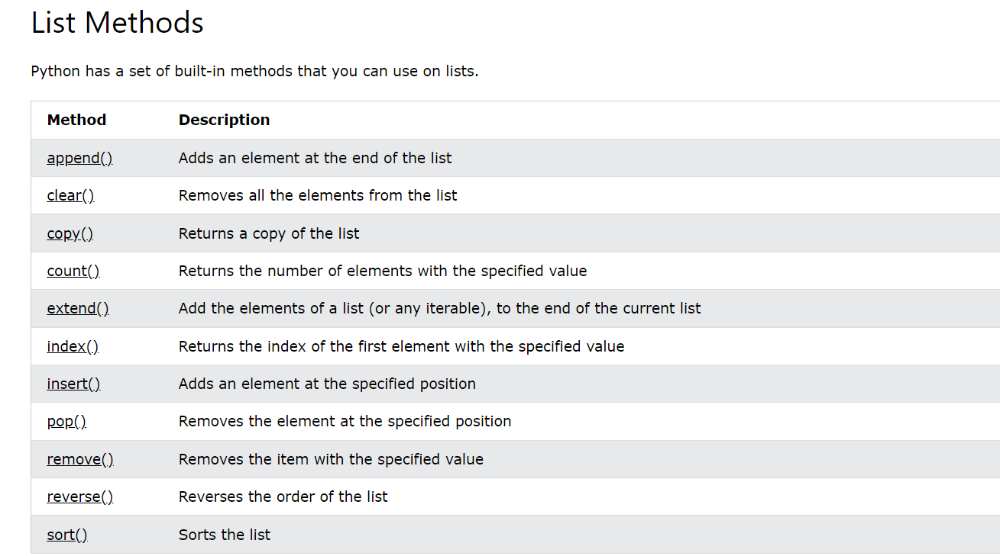 List Methods
Python has a set of built-in methods that you can use on lists.
Method Description
append() Adds an element at the end of the list
clear() Removes all the elements from the list
copy() Returns a copy of the list
count() Returns the number of elements with the specified value
extend() Add the elements of a list (or any iterable), to the end of the current list
index() Returns the index of the first element with the specified value
insert() Adds an element at the specified position
pop() Removes the element at the specified position
remove() Removes the item with the specified value
reverse() Reverses the order of the list
sort() Sorts the list